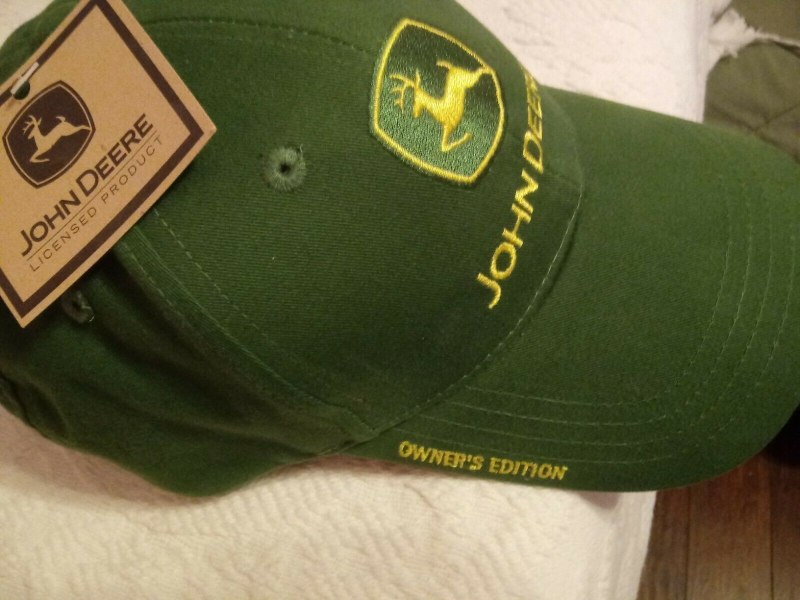 JOHN DEERE
LICENSED PRODUCT
JOHN DEERE
OWNER'S EDITION